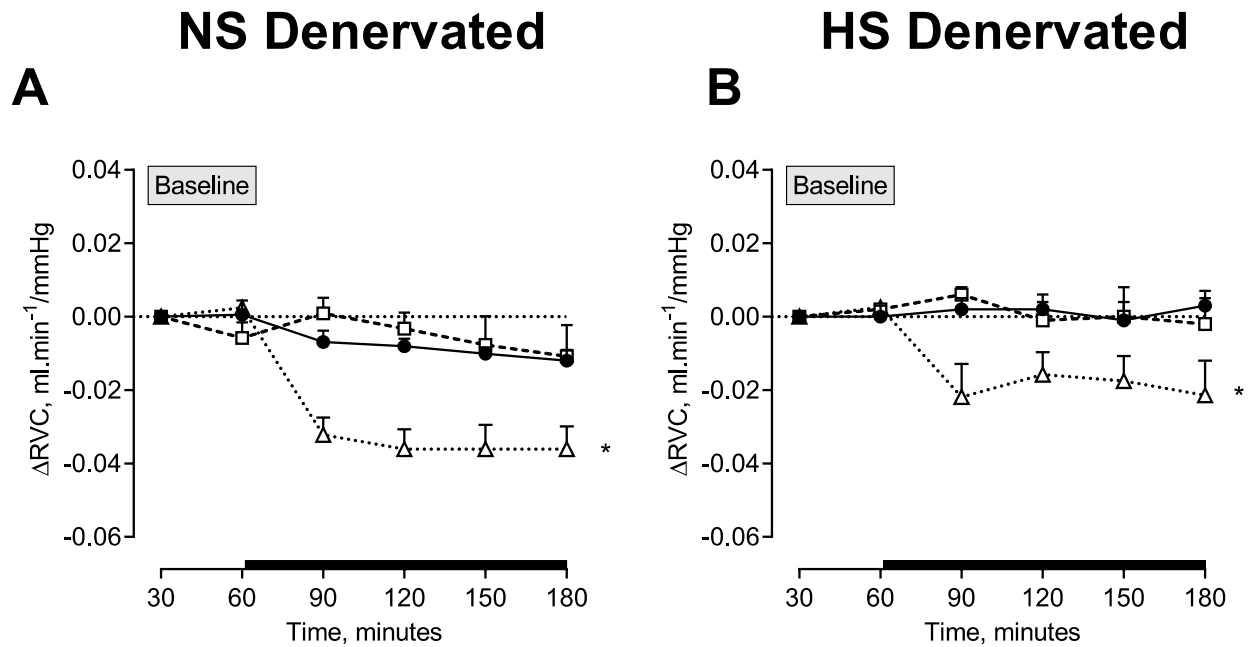 NS Denervated
HS Denervated
A
B
0.04
0.02
0.00
-0.02
-0.04
-0.06
ΔRVC, ml.min⁻¹/mmHg
Baseline
*
30 60 90 120 150 180
Time, minutes
0.04
0.02
0.00
-0.02
-0.04
-0.06
ΔRVC, ml.min⁻¹/mmHg
Baseline
*
30 60 90 120 150 180
Time, minutes